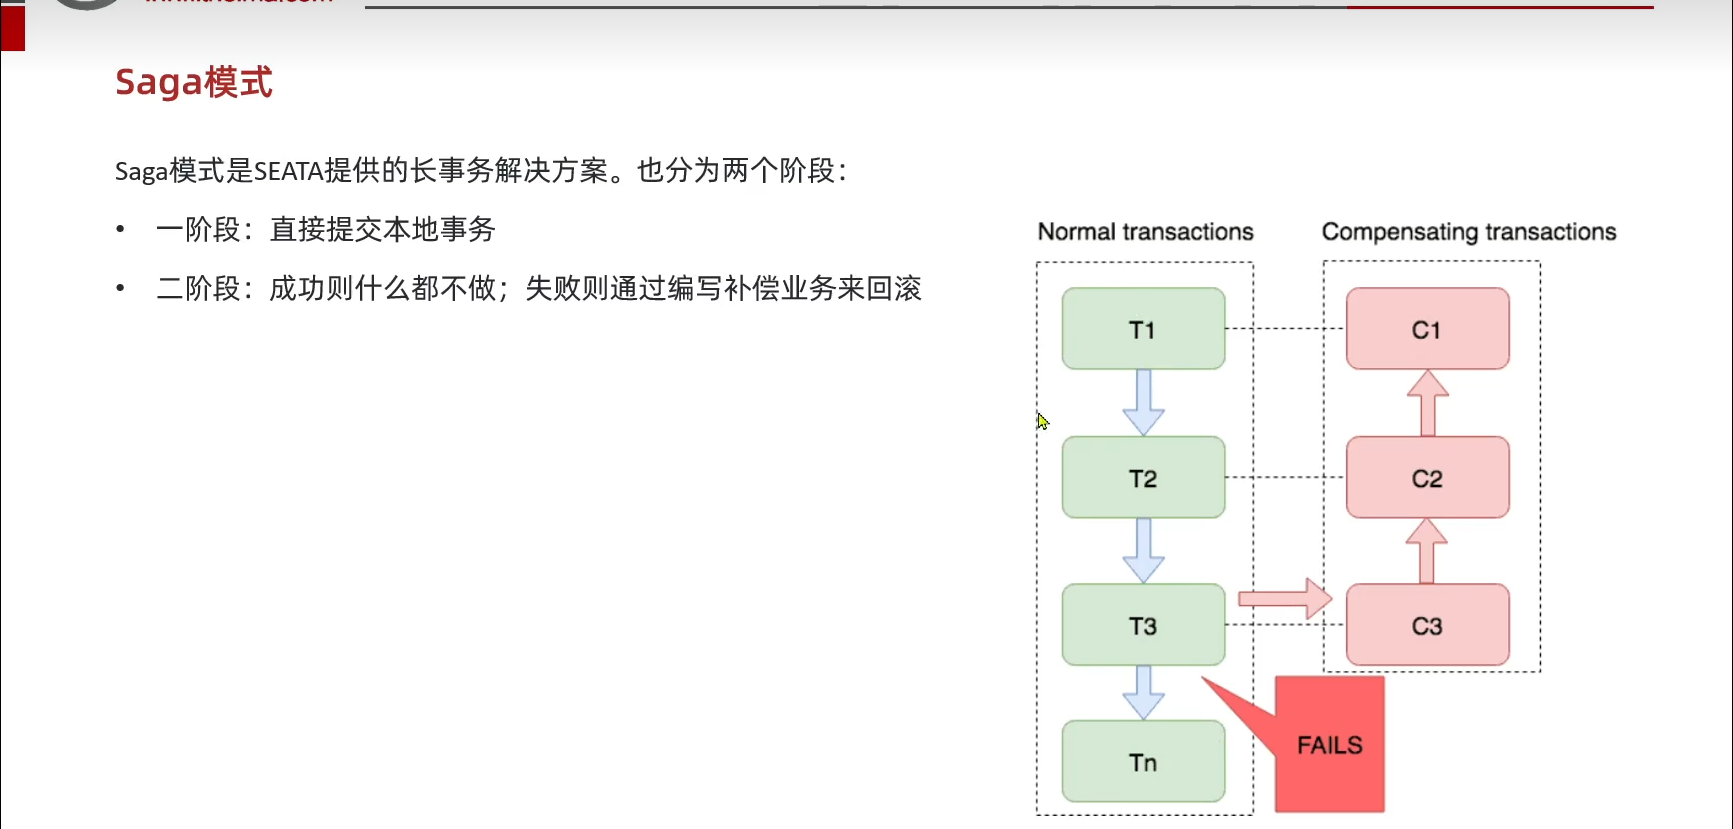 Saga模式
Saga模式是SEATA提供的长事务解决方案。也分为两个阶段：
• 一阶段：直接提交本地事务
• 二阶段：成功则什么都不做；失败则通过编写补偿业务来回滚
Normal transactions
Compensating transactions
T1
C1
T2
C2
T3
C3
Tn
FAILS